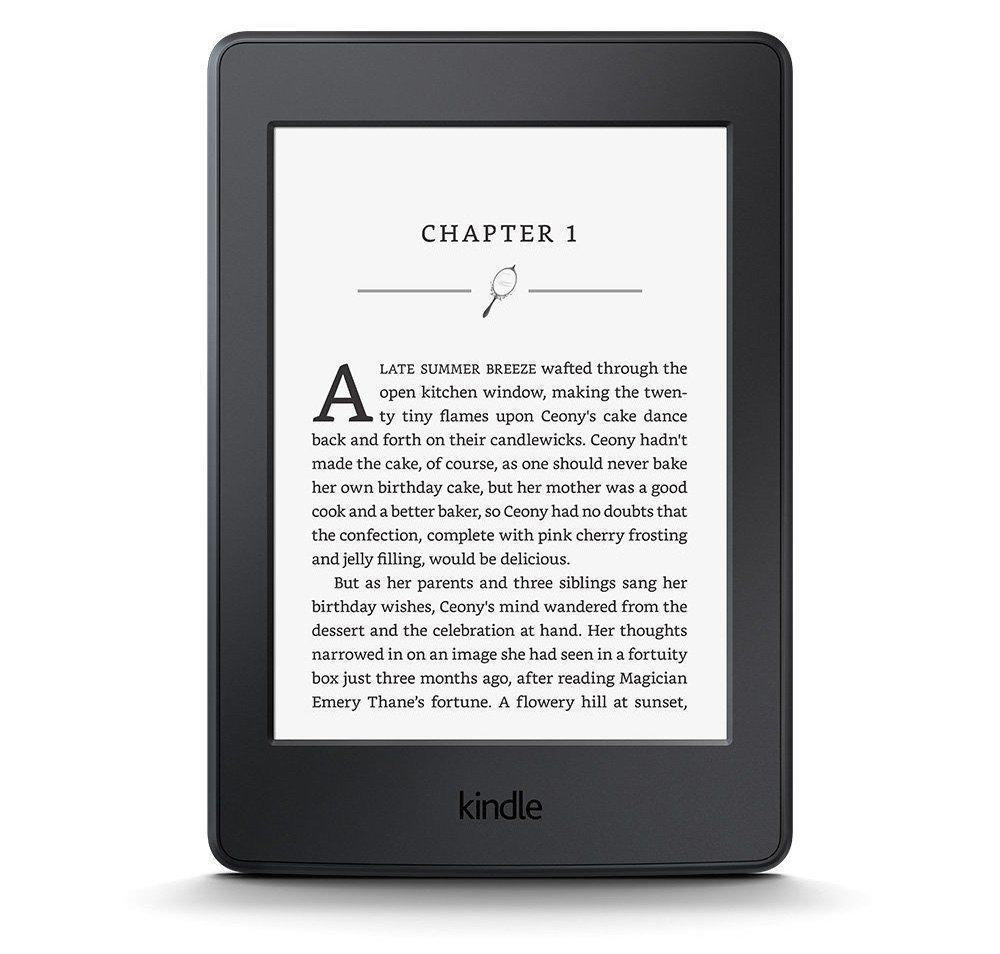 CHAPTER 1
A LATE SUMMER BREEZE wafted through the
open kitchen window, making the twen-
ty tiny flames upon Ceony's cake dance
back and forth on their candlewicks. Ceony hadn't
made the cake, of course, as one should never bake
her own birthday cake, but her mother was a good
cook and a better baker, so Ceony had no doubts that
the confection, complete with pink cherry frosting
and jelly filling, would be delicious.
But as her parents and three siblings sang her
birthday wishes, Ceony's mind wandered from the
dessert and the celebration at hand. Her thoughts
narrowed in on an image she had seen in a fortuity
box just three months ago, after reading Magician
Emery Thane’s fortune. A flowery hill at sunset,
kindle